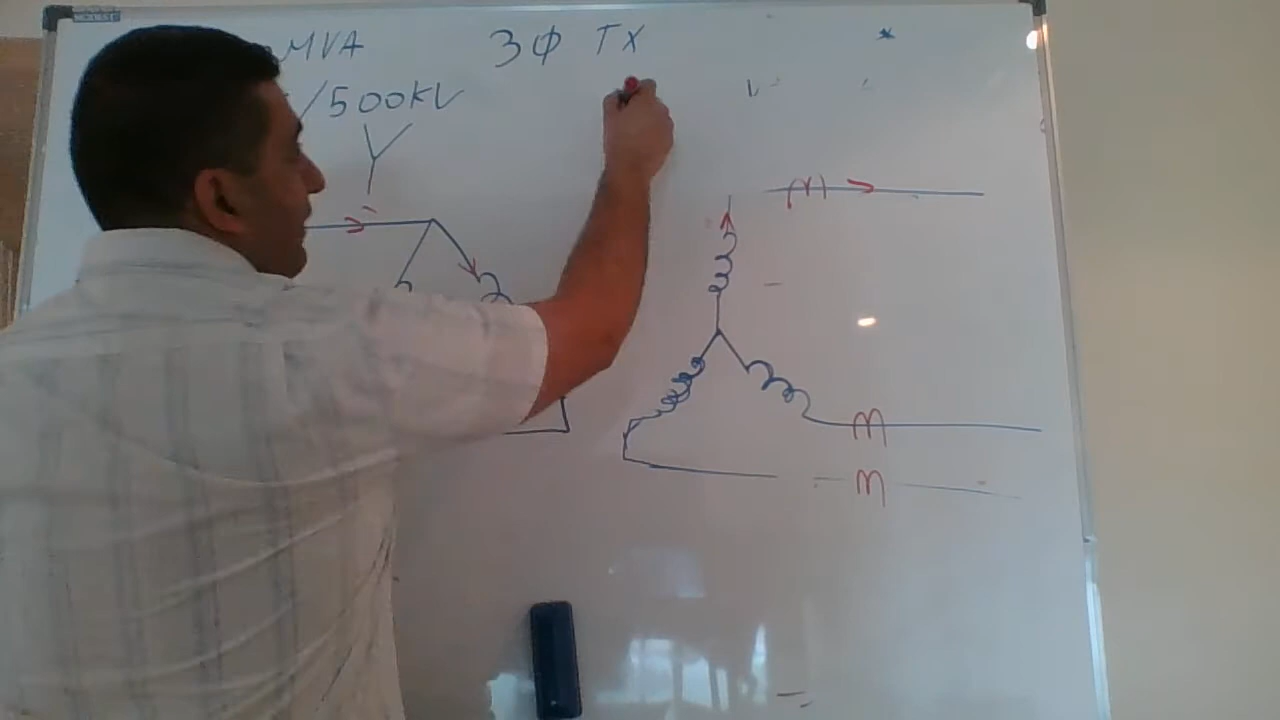 MVA 3Φ TX
/500kV
Y